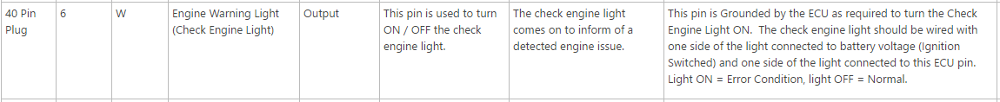 40 Pin
Plug
6
W
Engine Warning Light
(Check Engine Light)
Output
This pin is used to turn
ON / OFF the check
engine light.
The check engine light
comes on to inform of a
detected engine issue.
This pin is Grounded by the ECU as required to turn the Check
Engine Light ON.  The check engine light should be wired with
one side of the light connected to battery voltage (Ignition
Switched) and one side of the light connected to this ECU pin.
Light ON = Error Condition, light OFF = Normal.